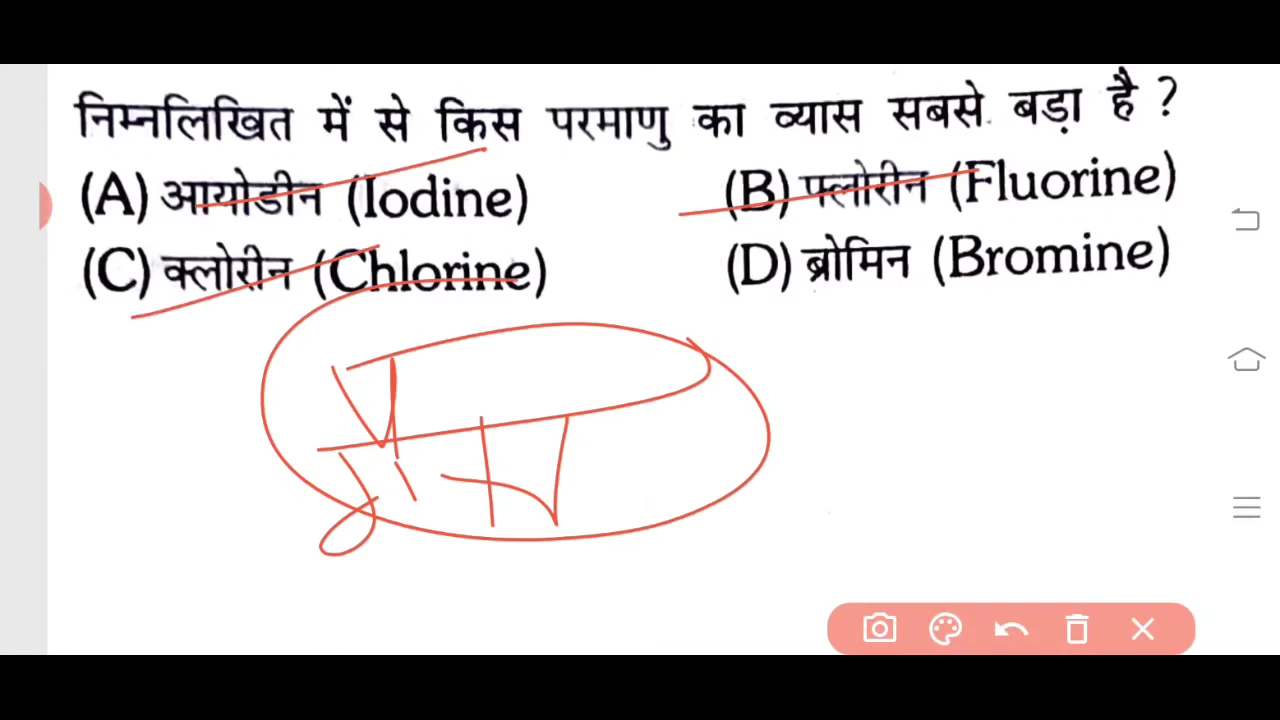 निम्नलिखित में से किस परमाणु का व्यास सबसे बड़ा है ?
(A) आयोडीन (Iodine) (B) फ्लोरीन (Fluorine)
(C) क्लोरीन (Chlorine) (D) ब्रोमिन (Bromine)